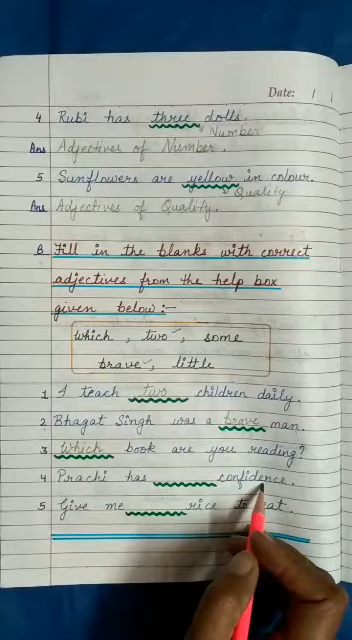 Date: / /
4 Rubi has three dolls.
Number
Ans Adjectives of Number.
5 Sunflowers are yellow in colour.
Quality
Ans Adjectives of Quality.
B Fill in the blanks with correct
adjectives from the help box
given below:-
which, two, some
brave, little
1 I teach two children daily.
2 Bhagat Singh was a brave man.
3 Which book are you reading?
4 Prachi has ______ confidence.
5 Give me ______ rice to eat.